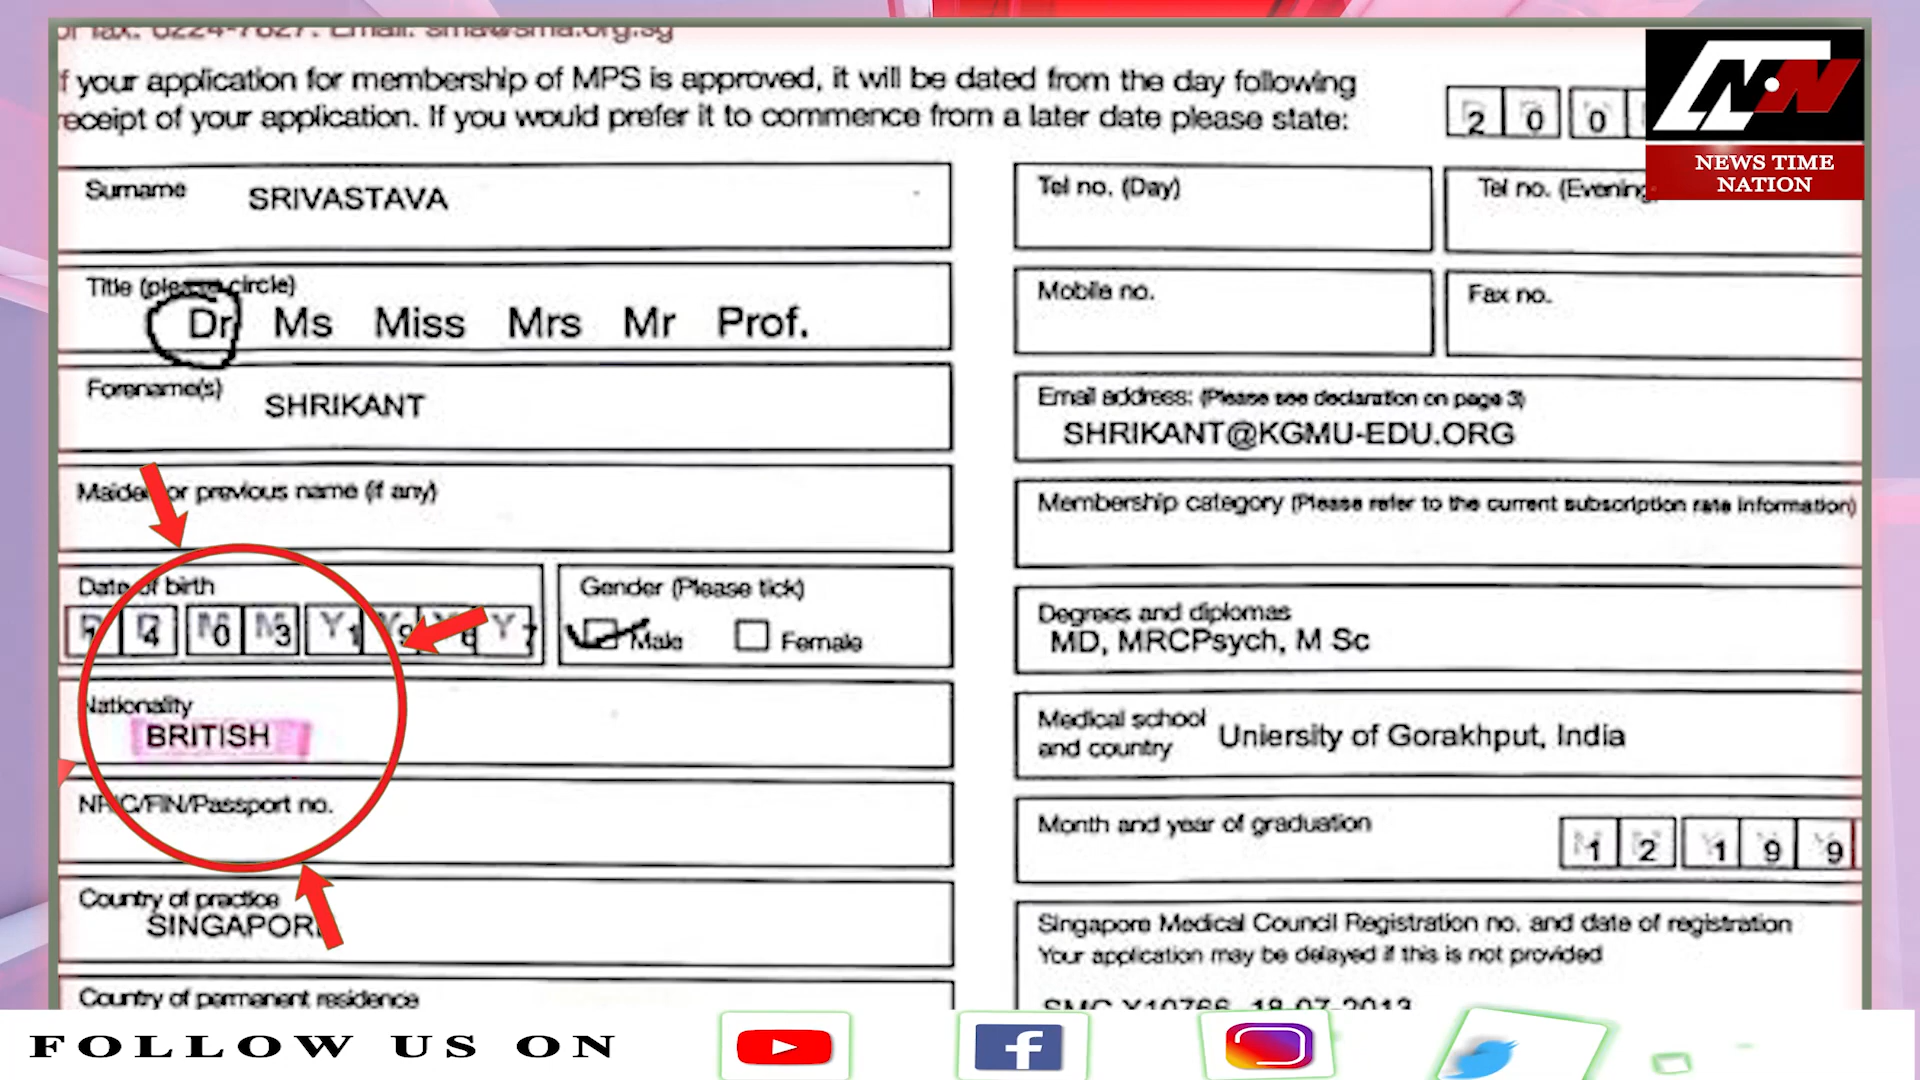 or fax: 6224-7827. Email: sma@sma.org.sg
f your application for membership of MPS is approved, it will be dated from the day following
receipt of your application. If you would prefer it to commence from a later date please state:
2 0 0
NEWS TIME
NATION
Surname SRIVASTAVA
Tel no. (Day)
Tel no. (Evening
Title (please circle)
Dr Ms Miss Mrs Mr Prof.
Mobile no.
Fax no.
Forename(s) SHRIKANT
Email address: (Please see declaration on page 3)
SHRIKANT@KGMU-EDU.ORG
Maiden or previous name (if any)
Membership category (Please refer to the current subscription rate information)
Date of birth
1 4 0 3 1 9 6 7
Gender (Please tick)
Male Female
Degrees and diplomas
MD, MRCPsych, M Sc
Nationality
BRITISH
Medical school
and country Uniersity of Gorakhput, India
NRIC/FIN/Passport no.
Month and year of graduation
1 2 1 9 9
Country of practice
SINGAPOR
Singapore Medical Council Registration no. and date of registration
Your application may be delayed if this is not provided
Country of permanent residence
SMC X10766 18-07-2013
FOLLOW US ON